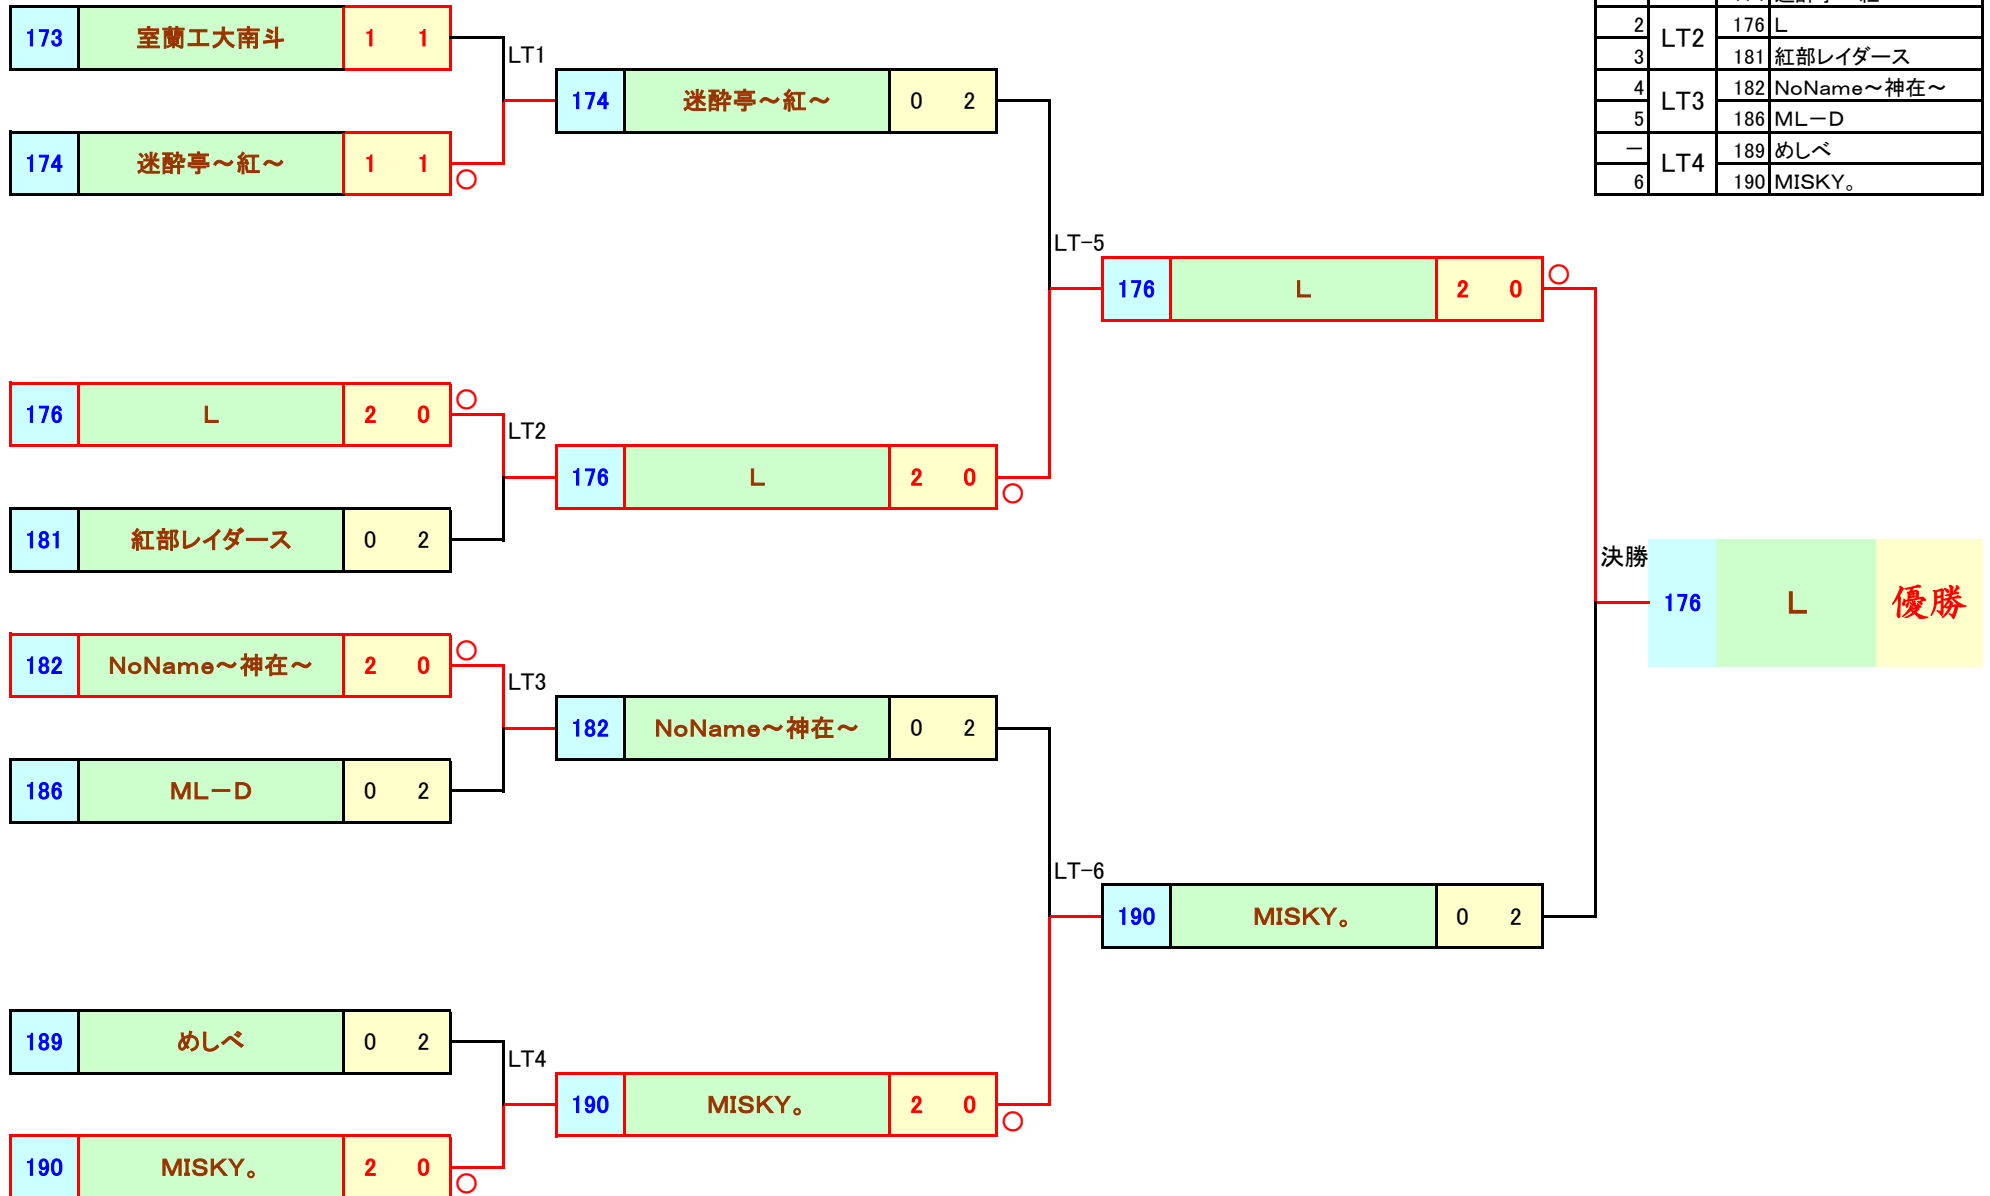 173 室蘭工大南斗 1 1
LT1
174 迷酔亭～紅～ 0 2
174 迷酔亭～紅～ 1 1 ○
2 LT2 176 L
3 181 紅部レイダース
4 LT3 182 NoName～神在～
5 186 ML－D
－ LT4 189 めしべ
6 190 MISKY。
LT-5
176 L 2 0 ○
176 L 2 0 ○
LT2
176 L 2 0 ○
181 紅部レイダース 0 2
決勝
176 L 優勝
182 NoName～神在～ 2 0 ○
LT3
182 NoName～神在～ 0 2
186 ML－D 0 2
LT-6
190 MISKY。 0 2
189 めしべ 0 2
LT4
190 MISKY。 2 0 ○
190 MISKY。 2 0 ○